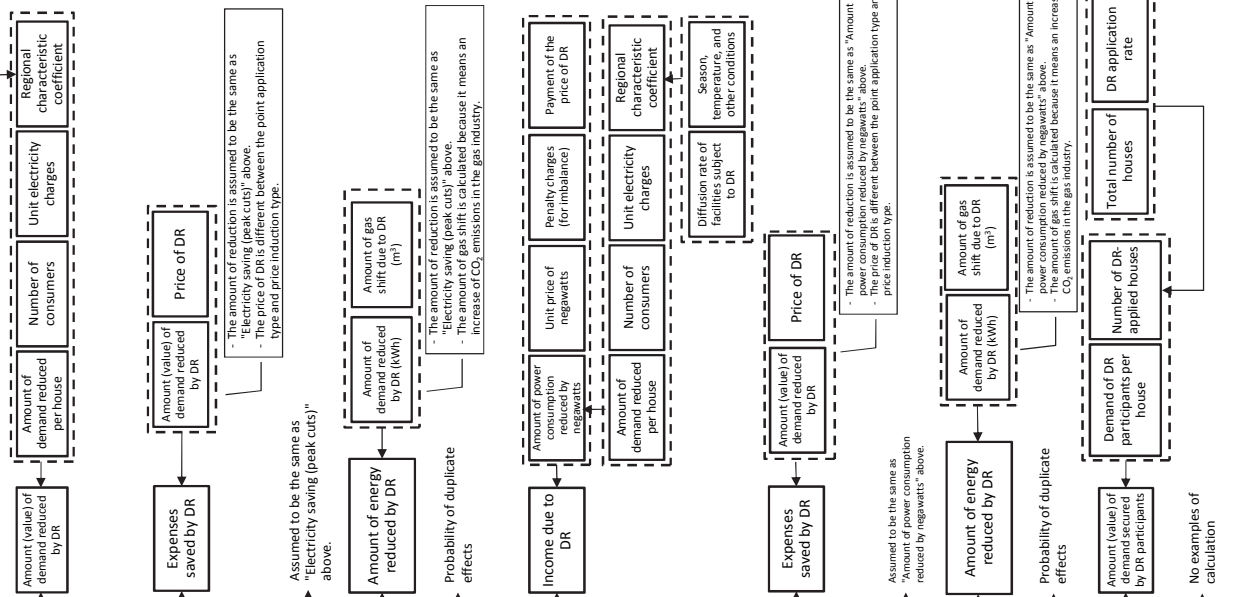 Amount (value) of
demand reduced
by DR
Amount of
demand reduced
per house
Number of
consumers
Unit electricity
charges
Regional
characteristic
coefficient
Expenses
saved by DR
Amount (value) of
demand reduced
by DR
Price of DR
- The amount of reduction is assumed to be the same as
"Electricity saving (peak cuts)" above.
- The price of DR is different between the point application
type and price induction type.
Assumed to be the same as
"Electricity saving (peak cuts)"
above.
Amount of energy
reduced by DR
Amount of
demand reduced
by DR (kWh)
Amount of gas
shift due to DR
(m³)
- The amount of reduction is assumed to be the same as
"Electricity saving (peak cuts)" above.
- The amount of gas shift is calculated because it means an
increase of CO₂ emissions in the gas industry.
Probability of duplicate
effects
Income due to
DR
Amount of power
consumption
reduced by
negawatts
Unit price of
negawatts
Penalty charges
(for imbalance)
Payment of the
price of DR
Amount of
demand reduced
per house
Number of
consumers
Unit electricity
charges
Regional
characteristic
coefficient
Diffusion rate of
facilities subject
to DR
Season,
temperature, and
other conditions
Expenses
saved by DR
Amount (value) of
demand reduced
by DR
Price of DR
- The amount of reduction is assumed to be the same as "Amount
power consumption reduced by negawatts" above.
- The price of DR is different between the point application type an
price induction type.
Assumed to be the same as
"Amount of power consumption
reduced by negawatts" above.
Amount of energy
reduced by DR
Amount of
demand reduced
by DR (kWh)
Amount of gas
shift due to DR
(m³)
- The amount of reduction is assumed to be the same as "Amount
power consumption reduced by negawatts" above.
- The amount of gas shift is calculated because it means an increas
CO₂ emissions in the gas industry.
Probability of duplicate
effects
Amount (value) of
demand secured
by DR participants
Demand of DR
participants per
house
Number of DR-
applied houses
Total number of
houses
DR application
rate
No examples of
calculation